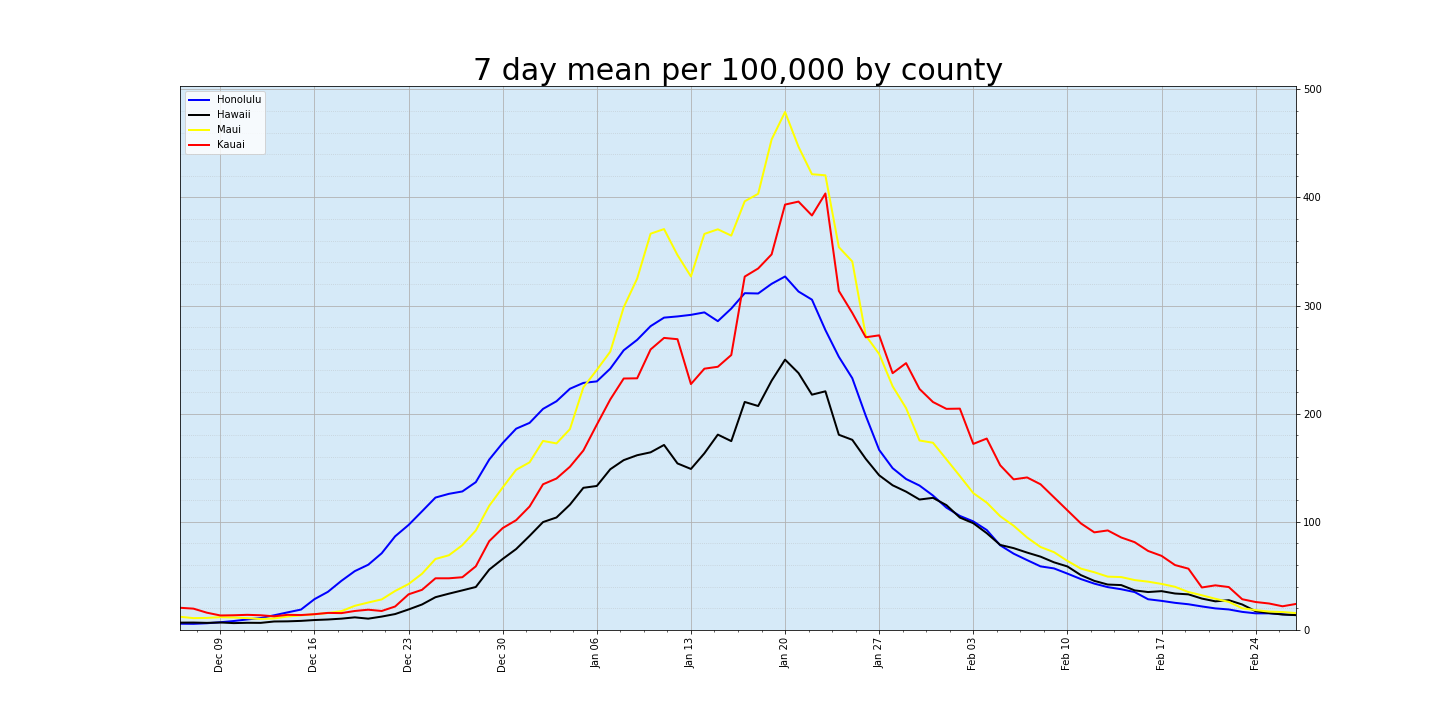 7 day mean per 100,000 by county
Honolulu
Hawaii
Maui
Kauai
500
400
300
200
100
0
Dec 09
Dec 16
Dec 23
Dec 30
Jan 06
Jan 13
Jan 20
Jan 27
Feb 03
Feb 10
Feb 17
Feb 24